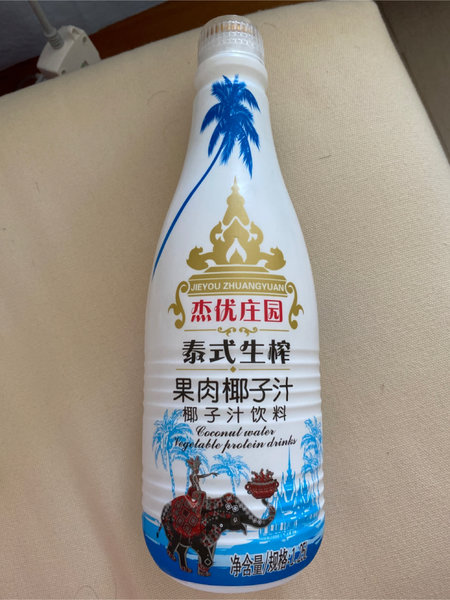 JIEYOU ZHUANGYUAN
杰优庄园
泰式生榨
果肉椰子汁
椰子汁饮料
Coconut water
Vegetable protein drinks
净含量/规格